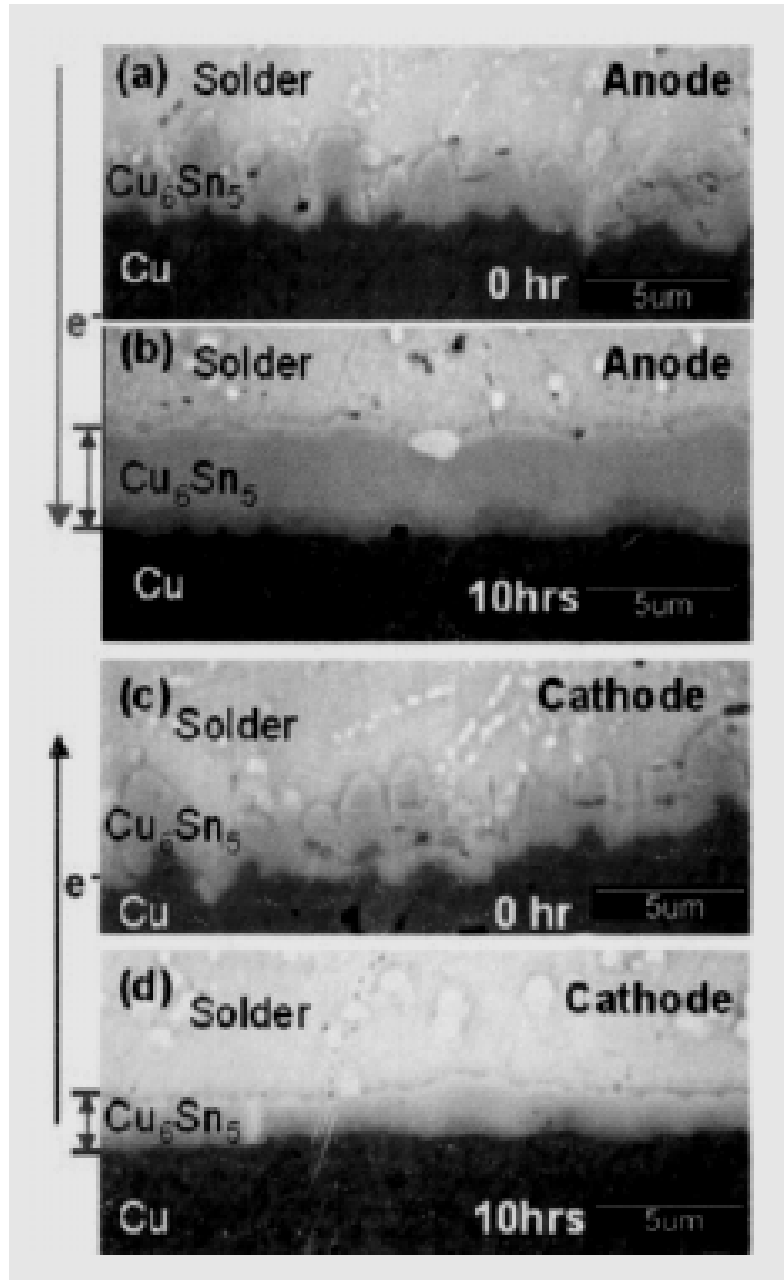 (a) Solder Anode
Cu₆Sn₅
Cu
0 hr 5um
e⁻
(b) Solder Anode
Cu₆Sn₅
Cu
10hrs 5um
(c) Solder Cathode
Cu₆Sn₅
e⁻
Cu
0 hr 5um
(d) Solder Cathode
Cu₆Sn₅
Cu
10hrs 5um